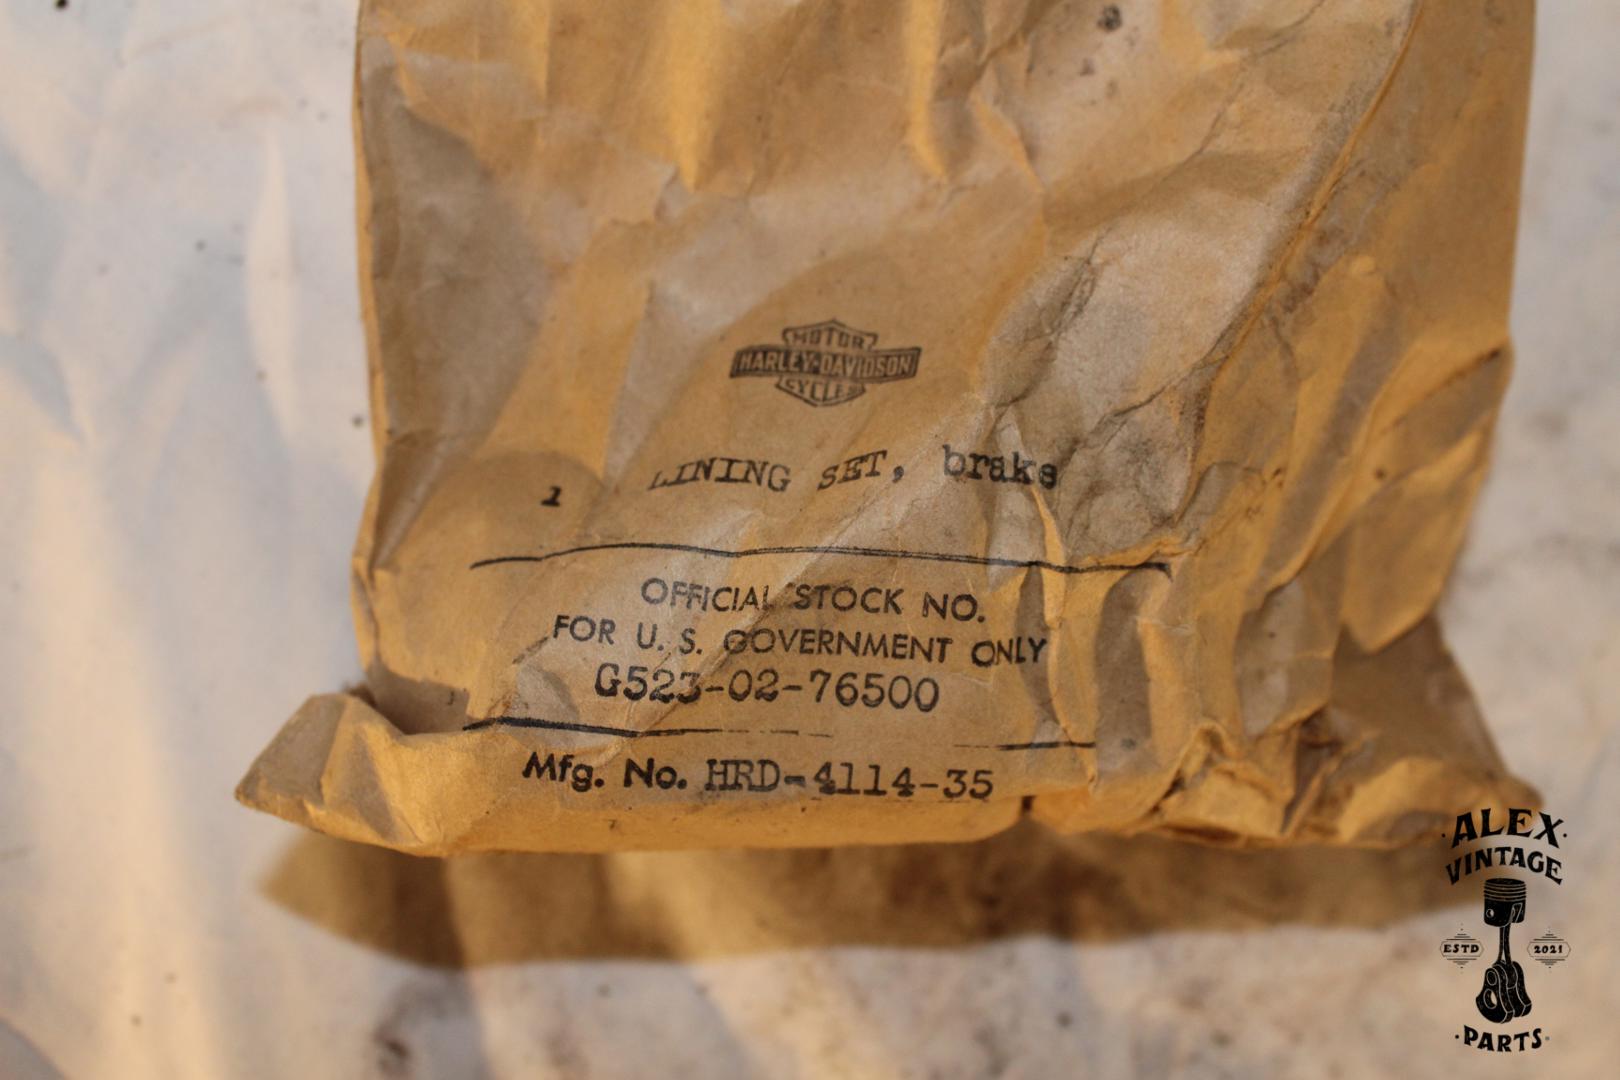 MOTOR
HARLEY-DAVIDSON
CYCLES
1 LINING SET, brake
OFFICIAL STOCK NO.
FOR U. S. GOVERNMENT ONLY
G523-02-76500
Mfg. No. HRD-4114-35
·ALEX·
VINTAGE
ESTD 2021
·PARTS·